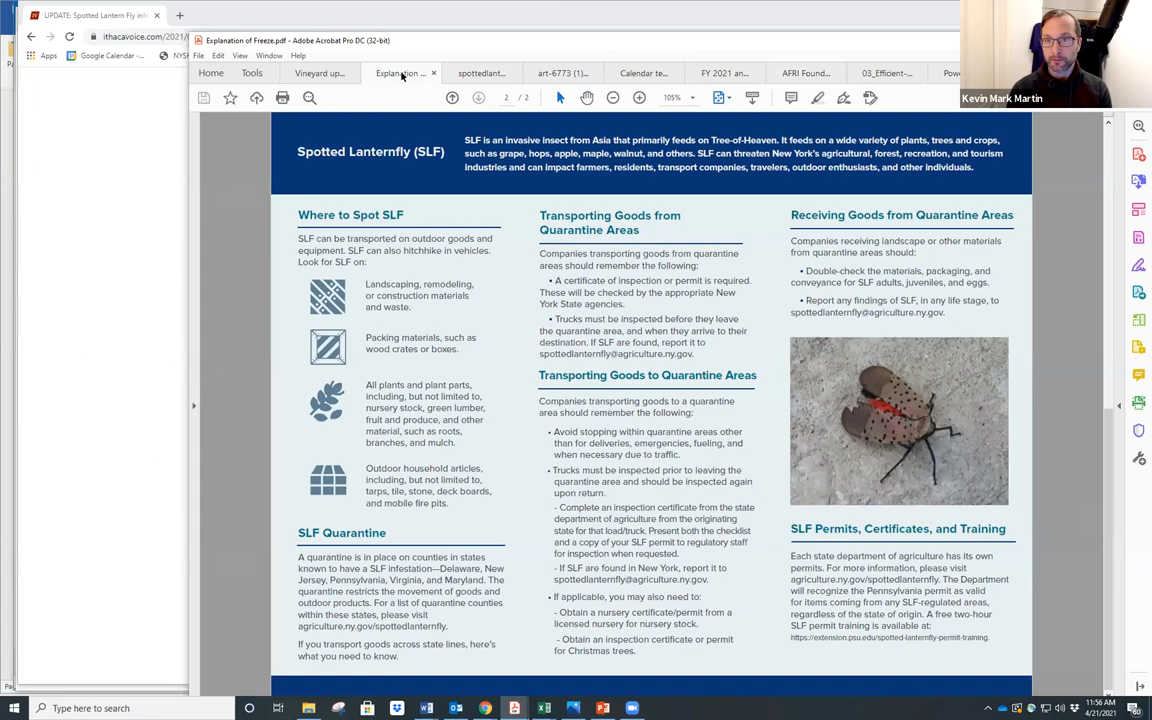 UPDATE: Spotted Lantern Fly inf
ithacavoice.com/2021/
Apps
Google Calendar -
NYSH
Explanation of Freeze.pdf - Adobe Acrobat Pro DC (32-bit)
File Edit View Window Help
Home Tools Vineyard up... Explanation ... spottedlant... art-6773 (1)... Calendar te... FY 2021 an... AFRI Found... 03_Efficient-... Pow
2 / 2
105%
Kevin Mark Martin
Spotted Lanternfly (SLF)
SLF is an invasive insect from Asia that primarily feeds on Tree-of-Heaven. It feeds on a wide variety of plants, trees and crops,
such as grape, hops, apple, maple, walnut, and others. SLF can threaten New York's agricultural, forest, recreation, and tourism
industries and can impact farmers, residents, transport companies, travelers, outdoor enthusiasts, and other individuals.
Where to Spot SLF
SLF can be transported on outdoor goods and
equipment. SLF can also hitchhike in vehicles.
Look for SLF on:
Landscaping, remodeling,
or construction materials
and waste.
Packing materials, such as
wood crates or boxes.
All plants and plant parts,
including, but not limited to,
nursery stock, green lumber,
fruit and produce, and other
material, such as roots,
branches, and mulch.
Outdoor household articles,
including, but not limited to,
tarps, tile, stone, deck boards,
and mobile fire pits.
SLF Quarantine
A quarantine is in place on counties in states
known to have a SLF infestation—Delaware, New
Jersey, Pennsylvania, Virginia, and Maryland. The
quarantine restricts the movement of goods and
outdoor products. For a list of quarantine counties
within these states, please visit
agriculture.ny.gov/spottedlanternfly.
If you transport goods across state lines, here's
what you need to know.
Transporting Goods from
Quarantine Areas
Companies transporting goods from quarantine
areas should remember the following:
• A certificate of inspection or permit is required.
These will be checked by the appropriate New
York State agencies.
• Trucks must be inspected before they leave
the quarantine area, and when they arrive to their
destination. If SLF are found, report it to
spottedlanternfly@agriculture.ny.gov.
Transporting Goods to Quarantine Areas
Companies transporting goods to a quarantine
area should remember the following:
• Avoid stopping within quarantine areas other
than for deliveries, emergencies, fueling, and
when necessary due to traffic.
• Trucks must be inspected prior to leaving the
quarantine area and should be inspected again
upon return.
- Complete an inspection certificate from the state
department of agriculture from the originating
state for that load/truck. Present both the checklist
and a copy of your SLF permit to regulatory staff
for inspection when requested.
- If SLF are found in New York, report it to
spottedlanternfly@agriculture.ny.gov.
• If applicable, you may also need to:
- Obtain a nursery certificate/permit from a
licensed nursery for nursery stock.
- Obtain an inspection certificate or permit
for Christmas trees.
Receiving Goods from Quarantine Areas
Companies receiving landscape or other materials
from quarantine areas should:
• Double-check the materials, packaging, and
conveyance for SLF adults, juveniles, and eggs.
• Report any findings of SLF, in any life stage, to
spottedlanternfly@agriculture.ny.gov.
SLF Permits, Certificates, and Training
Each state department of agriculture has its own
permits. For more information, please visit
agriculture.ny.gov/spottedlanternfly. The Department
will recognize the Pennsylvania permit as valid
for items coming from any SLF-regulated areas,
regardless of the state of origin. A free two-hour
SLF permit training is available at:
https://extension.psu.edu/spotted-lanternfly-permit-training.
Type here to search
11:56 AM
4/21/2021